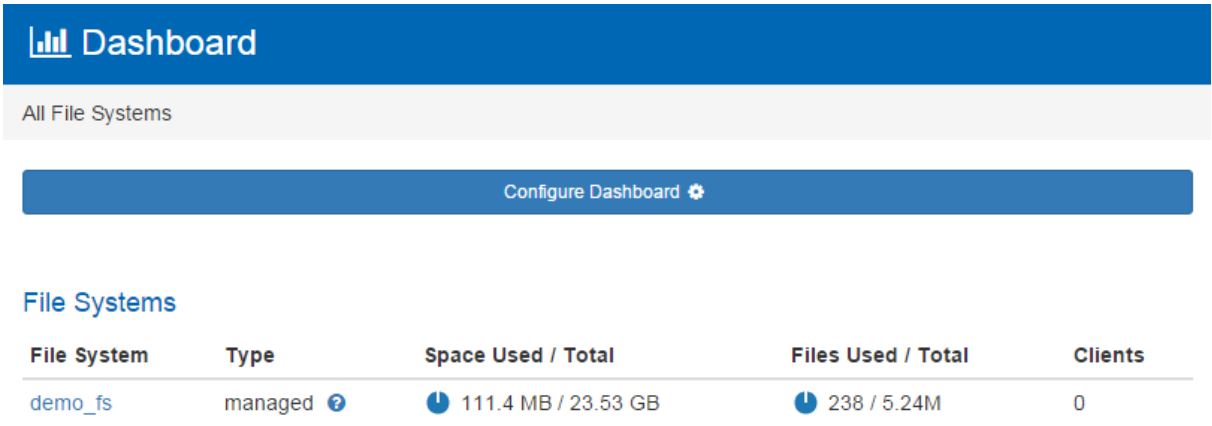 Dashboard
All File Systems
Configure Dashboard
File Systems
File System Type Space Used / Total Files Used / Total Clients
demo_fs managed ? 111.4 MB / 23.53 GB 238 / 5.24M 0